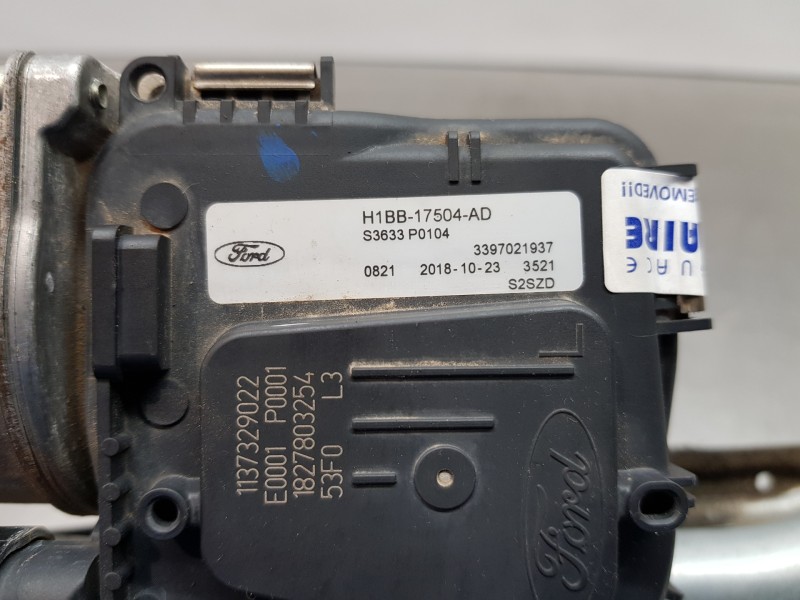 H1BB-17504-AD
S3633 P0104
Ford
3397021937
0821 2018-10-23 3521
S2SZD
AIRE
EMOVED!!
1137329022
E0001 P0001
1827803254
53F0 L3
L
Ford